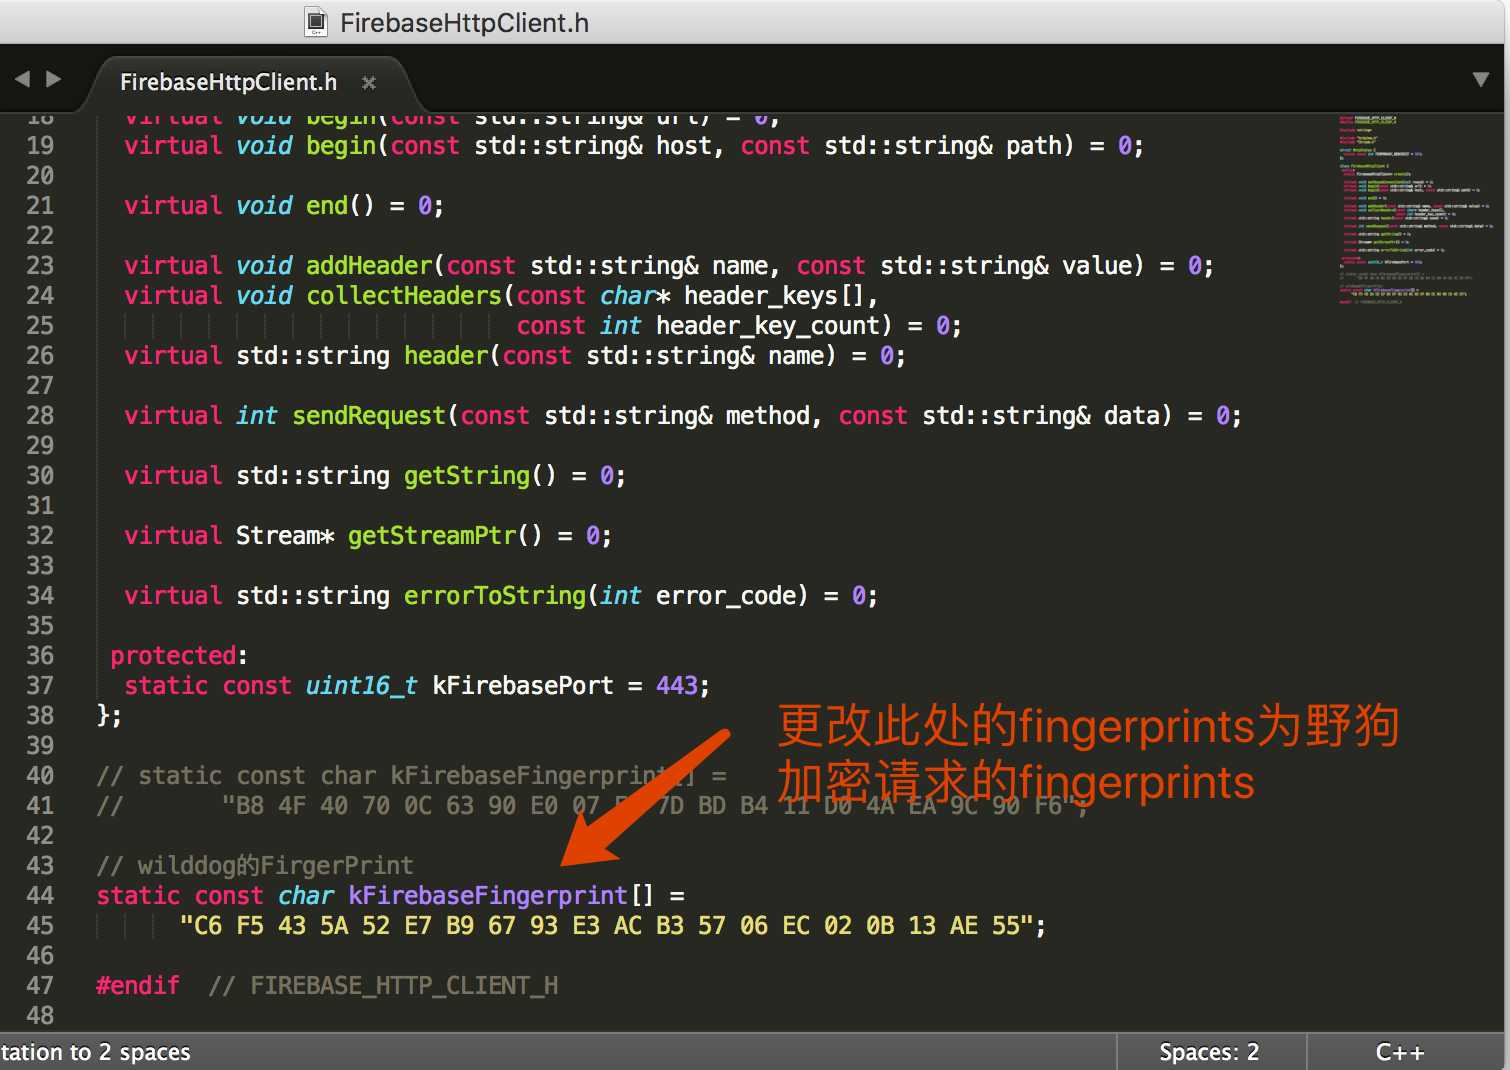 FirebaseHttpClient.h
FirebaseHttpClient.h
18 virtual void begin(const std::string& url) = 0;
19 virtual void begin(const std::string& host, const std::string& path) = 0;
20
21 virtual void end() = 0;
22
23 virtual void addHeader(const std::string& name, const std::string& value) = 0;
24 virtual void collectHeaders(const char* header_keys[],
25 const int header_key_count) = 0;
26 virtual std::string header(const std::string& name) = 0;
27
28 virtual int sendRequest(const std::string& method, const std::string& data) = 0;
29
30 virtual std::string getString() = 0;
31
32 virtual Stream* getStreamPtr() = 0;
33
34 virtual std::string errorToString(int error_code) = 0;
35
36 protected:
37 static const uint16_t kFirebasePort = 443;
38 };
39
更改此处的fingerprints为野狗
加密请求的fingerprints
40 // static const char kFirebaseFingerprint[] =
41 // "B8 4F 40 70 0C 63 90 E0 07 7D BD B4 11 D0 4A EA 9C 90 F6";
42
43 // wilddog的FirgerPrint
44 static const char kFirebaseFingerprint[] =
45 "C6 F5 43 5A 52 E7 B9 67 93 E3 AC B3 57 06 EC 02 0B 13 AE 55";
46
47 #endif // FIREBASE_HTTP_CLIENT_H
48
tation to 2 spaces
Spaces: 2
C++